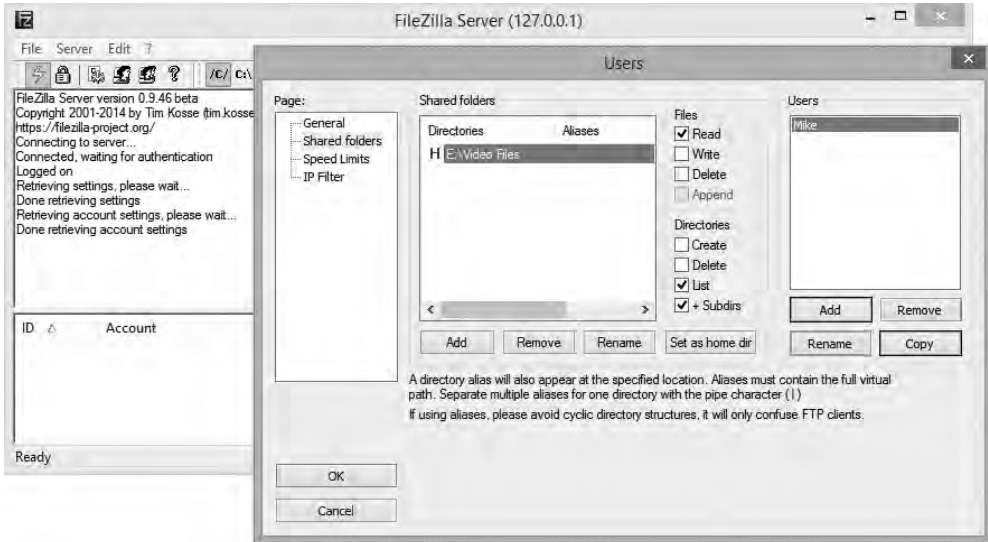 FileZilla Server (127.0.0.1)
File Server Edit ?
/C/ C:\
FileZilla Server version 0.9.46 beta
Copyright 2001-2014 by Tim Kosse (tim.kosse
https://filezilla-project.org/
Connecting to server...
Connected, waiting for authentication
Logged on
Retrieving settings, please wait...
Done retrieving settings
Retrieving account settings, please wait...
Done retrieving account settings
ID Account
Ready
Users
Page:
General
Shared folders
Speed Limits
IP Filter
Shared folders
Directories Aliases
H E:\Video Files
Files
Read
Write
Delete
Append
Directories
Create
Delete
List
+ Subdirs
Users
Mike
Add Remove Rename Set as home dir
Add Remove
Rename Copy
A directory alias will also appear at the specified location. Aliases must contain the full virtual
path. Separate multiple aliases for one directory with the pipe character (|)
If using aliases, please avoid cyclic directory structures, it will only confuse FTP clients.
OK
Cancel